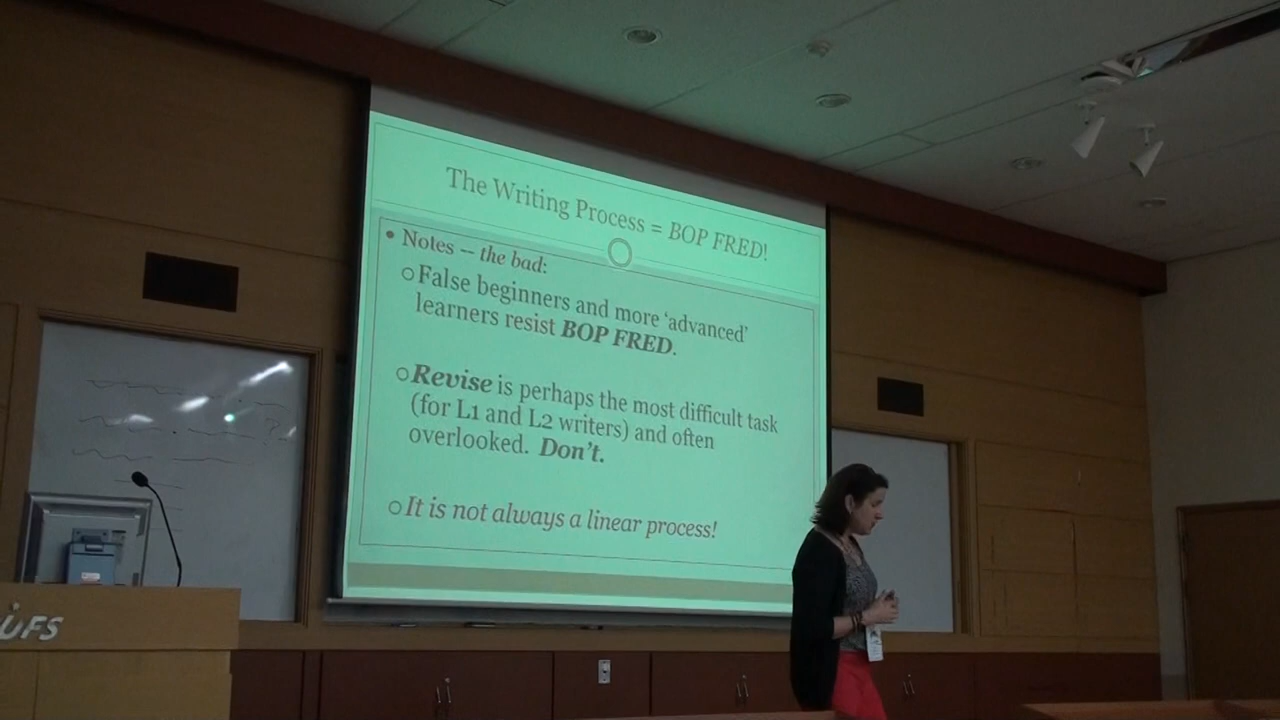 The Writing Process = BOP FRED!
• Notes – the bad:
○ False beginners and more ‘advanced’
learners resist BOP FRED.
○ Revise is perhaps the most difficult task
(for L1 and L2 writers) and often
overlooked. Don't.
○ It is not always a linear process!
UFS